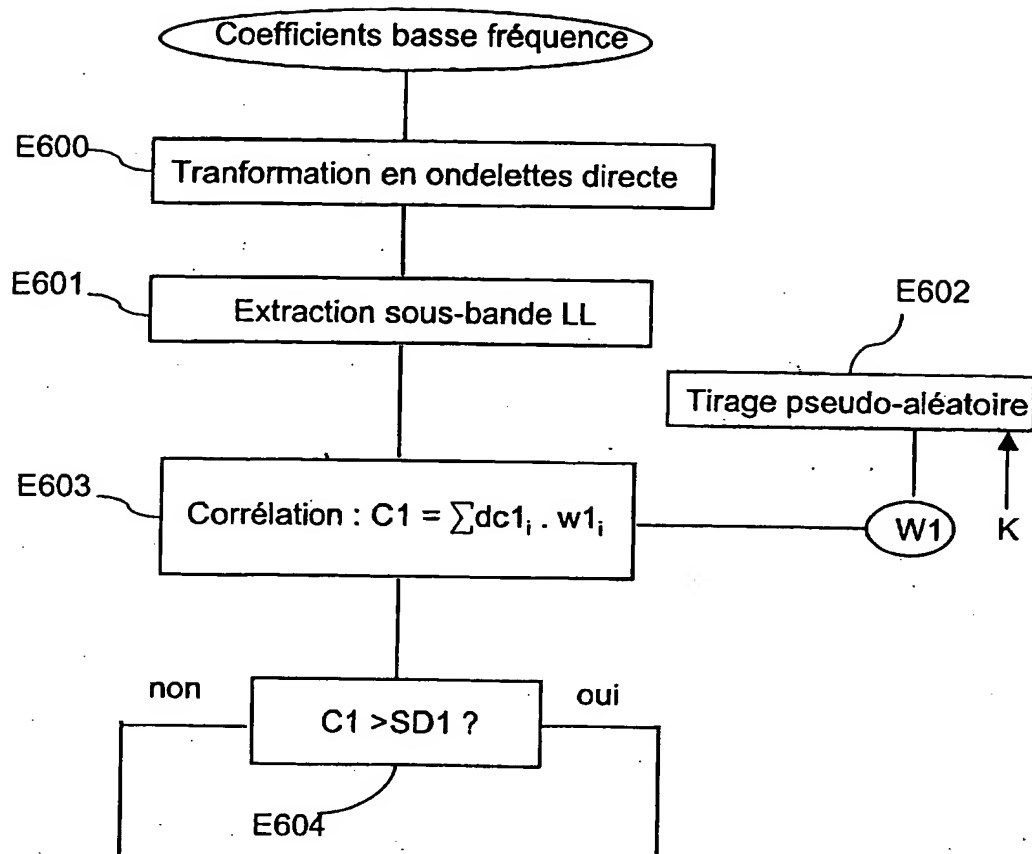 Coefficients basse fréquence
E600
Tranformation en ondelettes directe
E601
Extraction sous-bande LL
E602
Tirage pseudo-aléatoire
E603
Corrélation : C1 = ∑dc1ᵢ . w1ᵢ
W1
K
non
C1 >SD1 ?
oui
E604